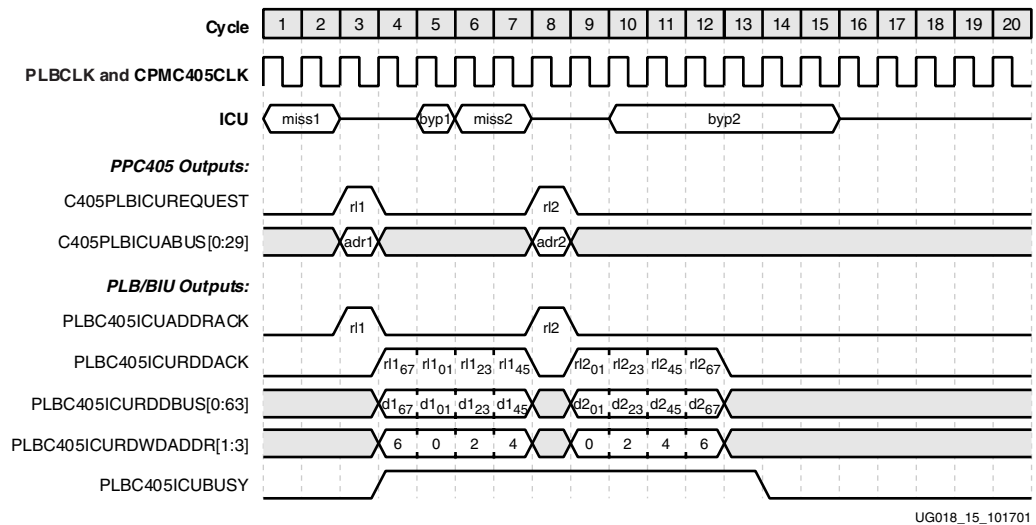 Cycle 1 2 3 4 5 6 7 8 9 10 11 12 13 14 15 16 17 18 19 20
PLBCLK and CPMC405CLK
ICU miss1 byp1 miss2 byp2
PPC405 Outputs:
C405PLBICUREQUEST rl1 rl2
C405PLBICUABUS[0:29] adr1 adr2
PLB/BIU Outputs:
PLBC405ICUADDRACK rl1 rl2
PLBC405ICURDDACK rl1₆₇ rl1₀₁ rl1₂₃ rl1₄₅ rl2₀₁ rl2₂₃ rl2₄₅ rl2₆₇
PLBC405ICURDDBUS[0:63] d1₆₇ d1₀₁ d1₂₃ d1₄₅ d2₀₁ d2₂₃ d2₄₅ d2₆₇
PLBC405ICURDWDADDR[1:3] 6 0 2 4 0 2 4 6
PLBC405ICUBUSY
UG018_15_101701